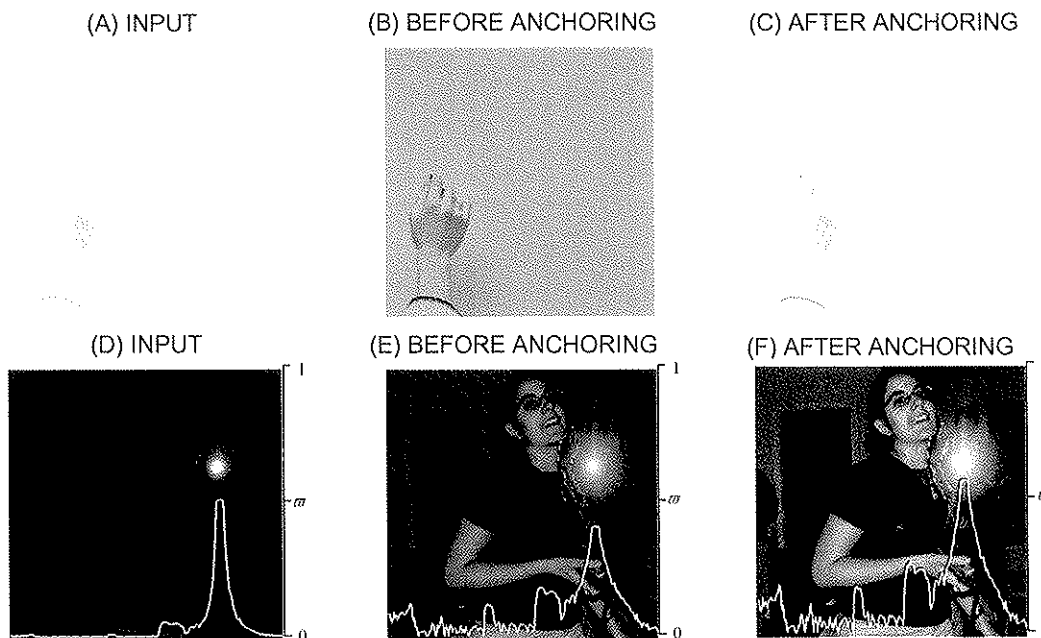 (A) INPUT
(B) BEFORE ANCHORING
(C) AFTER ANCHORING
(D) INPUT
(E) BEFORE ANCHORING
(F) AFTER ANCHORING
1
ϖ
0
1
ϖ
0